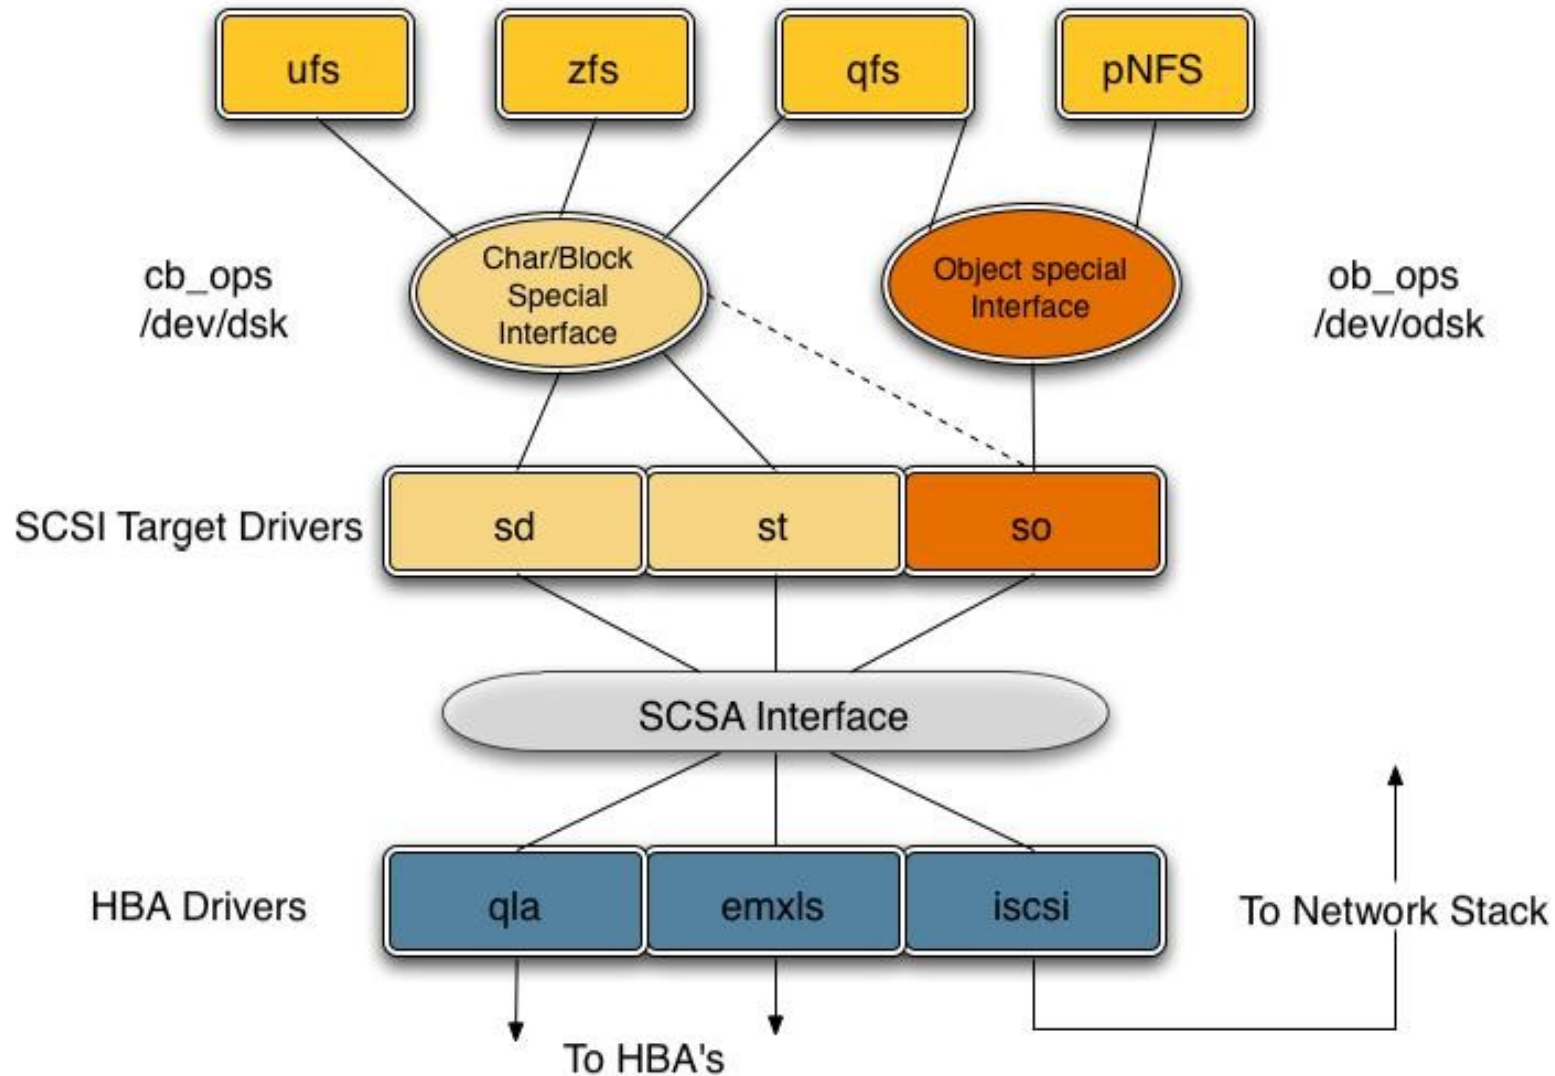 ufs
zfs
qfs
pNFS
cb_ops
/dev/dsk
Char/Block
Special
Interface
Object special
Interface
ob_ops
/dev/odsk
SCSI Target Drivers
sd
st
so
SCSA Interface
HBA Drivers
qla
emxls
iscsi
To Network Stack
To HBA's